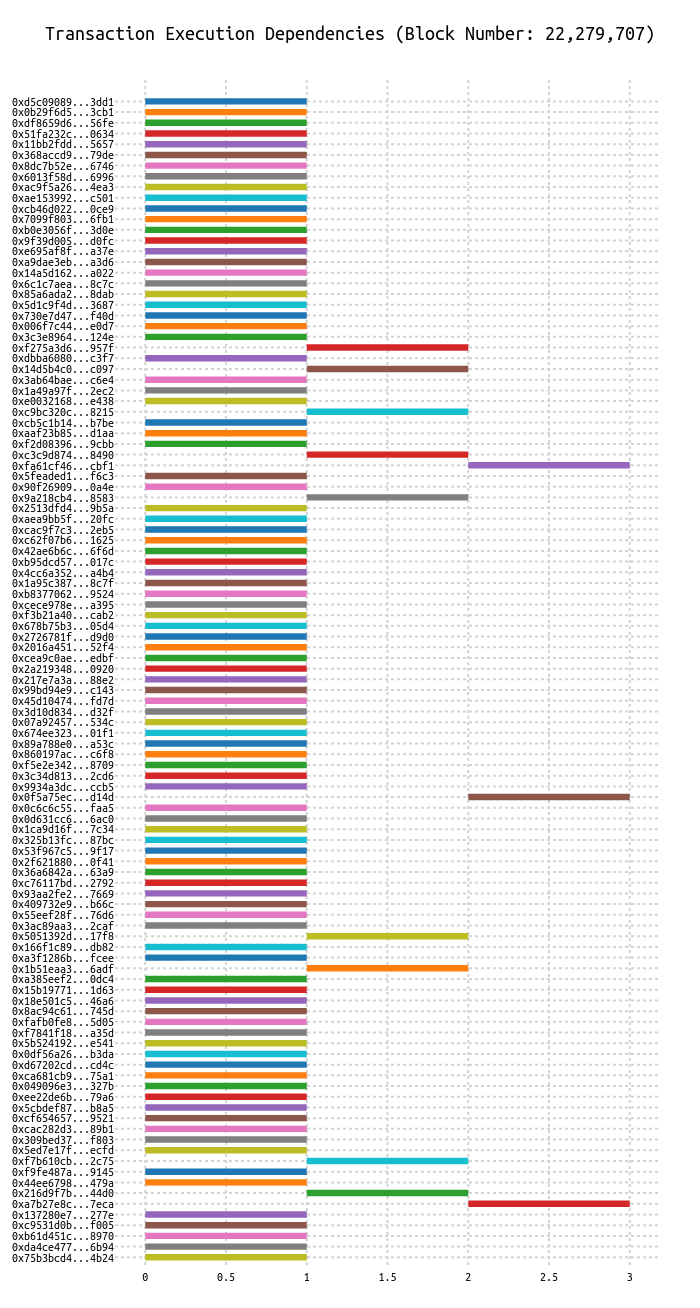 Transaction Execution Dependencies (Block Number: 22,279,707)
0xd5c09089...3dd1
0x0b29f6d5...3cb1
0xdf8659d6...56fe
0x51fa232c...0634
0x11bb2fdd...5657
0x368accd9...79de
0x8dc7b52e...6746
0x6013f58d...6996
0xac9f5a26...4ea3
0xae153992...c501
0xcb46d022...0ce9
0x7099f803...6fb1
0xb0e3056f...3d0e
0x9f39d005...d0fc
0xe695af8f...a37e
0xa9dae3eb...a3d6
0x14a5d162...a022
0x6c1c7aea...8c7c
0x85a6ada2...8dab
0x5d1c9f4d...3687
0x730e7d47...f40d
0x006f7c44...e0d7
0x3c3e8964...124e
0xf275a3d6...957f
0xdbba6080...c3f7
0x14d5b4c0...c097
0x3ab64bae...c6e4
0x1a49a97f...2ec2
0xe0032168...e438
0xc9bc320c...8215
0xcb5c1b14...b7be
0xaaf23b85...d1aa
0xf2d08396...9cbb
0xc3c9d874...8490
0xfa61cf46...cbf1
0x5feaded1...f6c3
0x90f26909...0a4e
0x9a218cb4...8583
0x2513dfd4...9b5a
0xaea9bb5f...20fc
0xcac9f7c3...2eb5
0xc62f07b6...1625
0x42ae6b6c...6f6d
0xb95dcd57...017c
0x4cc6a352...a4b4
0x1a95c387...8c7f
0xb8377062...9524
0xcece978e...a395
0xf3b21a40...cab2
0x678b75b3...05d4
0x2726781f...d9d0
0x2016a451...52f4
0xcea9c0ae...edbf
0x2a219348...0920
0x217e7a3a...88e2
0x99bd94e9...c143
0x45d10474...fd7d
0x3d10d834...d32f
0x07a92457...534c
0x674ee323...01f1
0x89a788e0...a53c
0x860197ac...c6f8
0xf5e2e342...8709
0x3c34d813...2cd6
0x9934a3dc...ccb5
0x0f5a75ec...d14d
0x0c6c6c55...faa5
0x0d631cc6...6ac0
0x1ca9d16f...7c34
0x325b13fc...87bc
0x53f967c5...9f17
0x2f621880...0f41
0x36a6842a...63a9
0xc76117bd...2792
0x93aa2fe2...7669
0x409732e9...b66c
0x55eef28f...76d6
0x3ac89aa3...2caf
0x5051392d...17f8
0x166f1c89...db82
0xa3f1286b...fcee
0x1b51eaa3...6adf
0xa385eef2...0dc4
0x15b19771...1d63
0x18e501c5...46a6
0x8ac94c61...745d
0xfafb0fe8...5d05
0xf7841f18...a35d
0x5b524192...e541
0x0df56a26...b3da
0xd67202cd...cd4c
0xca681cb9...75a1
0x049096e3...327b
0xee22de6b...79a6
0x5cbdef87...b8a5
0xcf654657...9521
0xcac282d3...89b1
0x309bed37...f803
0x5ed7e17f...ecfd
0xf7b610cb...2c75
0xf9fe487a...9145
0x44ee6798...479a
0x216d9f7b...44d0
0xa7b27e8c...7eca
0x137280e7...277e
0xc9531d0b...f005
0xb61d451c...8970
0xda4ce477...6b94
0x75b3bcd4...4b24
0 0.5 1 1.5 2 2.5 3